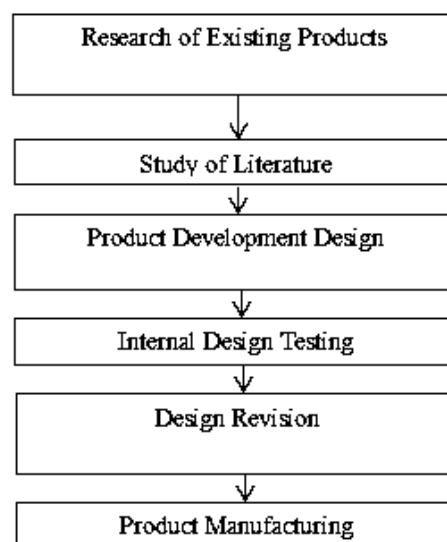 Research of Existing Products
Study of Literature
Product Development Design
Internal Design Testing
Design Revision
Product Manufacturing